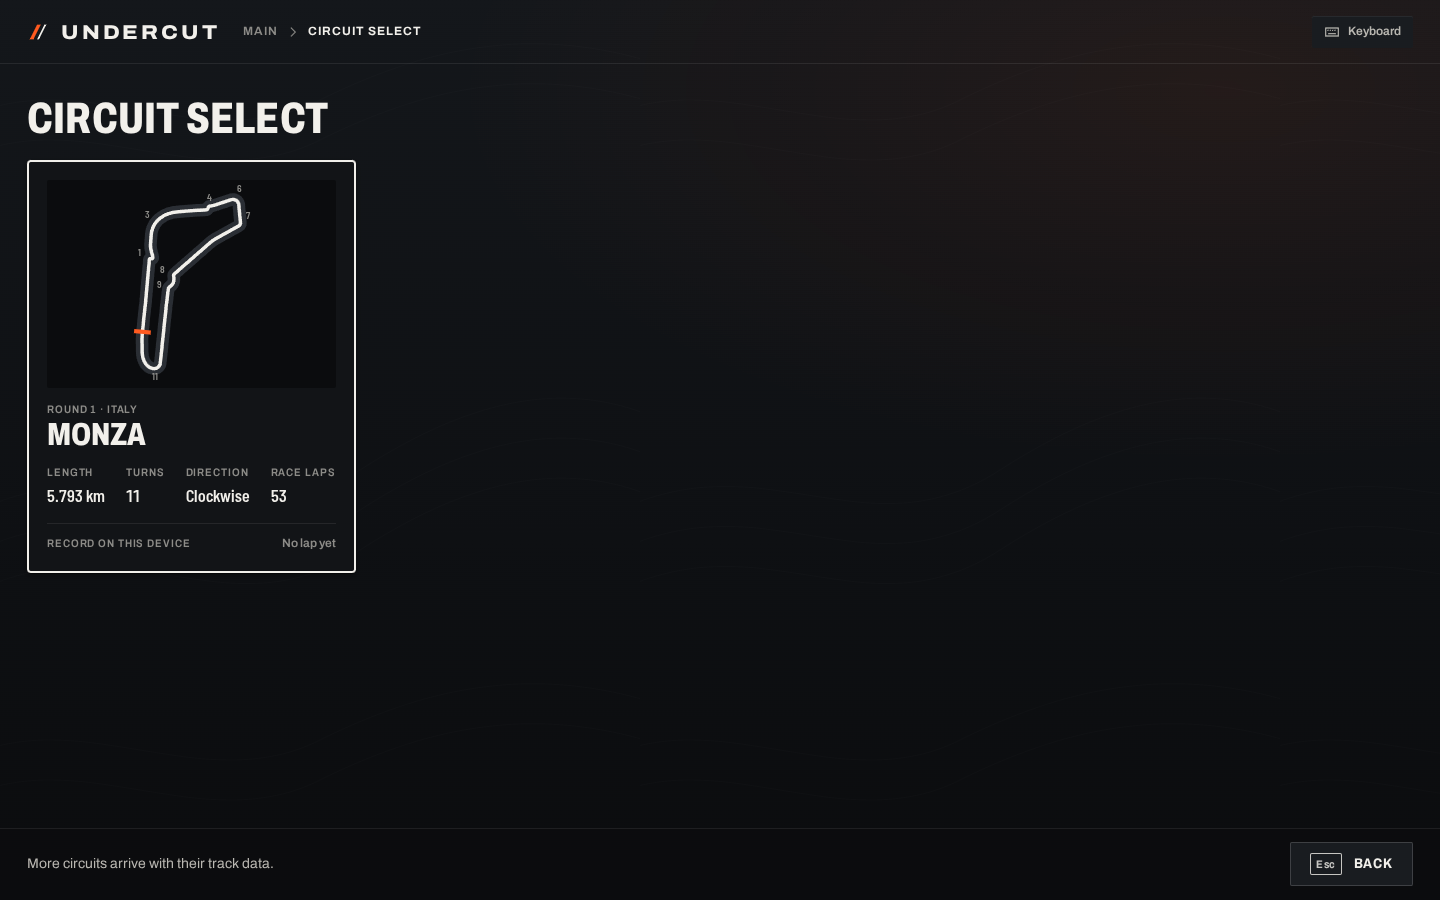 // UNDERCUT MAIN > CIRCUIT SELECT Keyboard
CIRCUIT SELECT
6
4
3
7
1
8
9
11
ROUND 1 · ITALY
MONZA
LENGTH TURNS DIRECTION RACE LAPS
5.793 km 11 Clockwise 53
RECORD ON THIS DEVICE No lap yet
More circuits arrive with their track data. Esc BACK